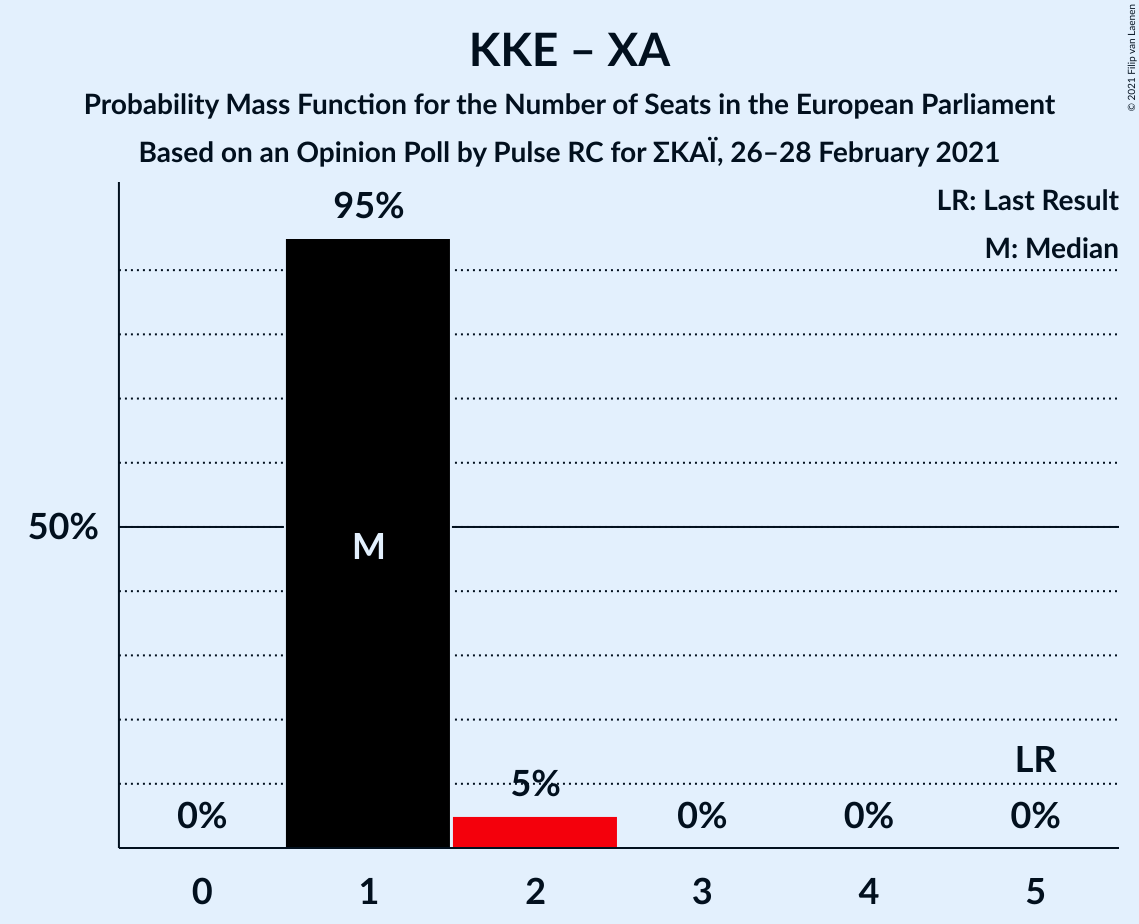 KKE – XA
Probability Mass Function for the Number of Seats in the European Parliament
Based on an Opinion Poll by Pulse RC for ΣΚΑΪ, 26–28 February 2021
© 2021 Filip van Laenen
LR: Last Result
M: Median
95%
50%
M
LR
5%
0%
0%
0%
0%
0 1 2 3 4 5